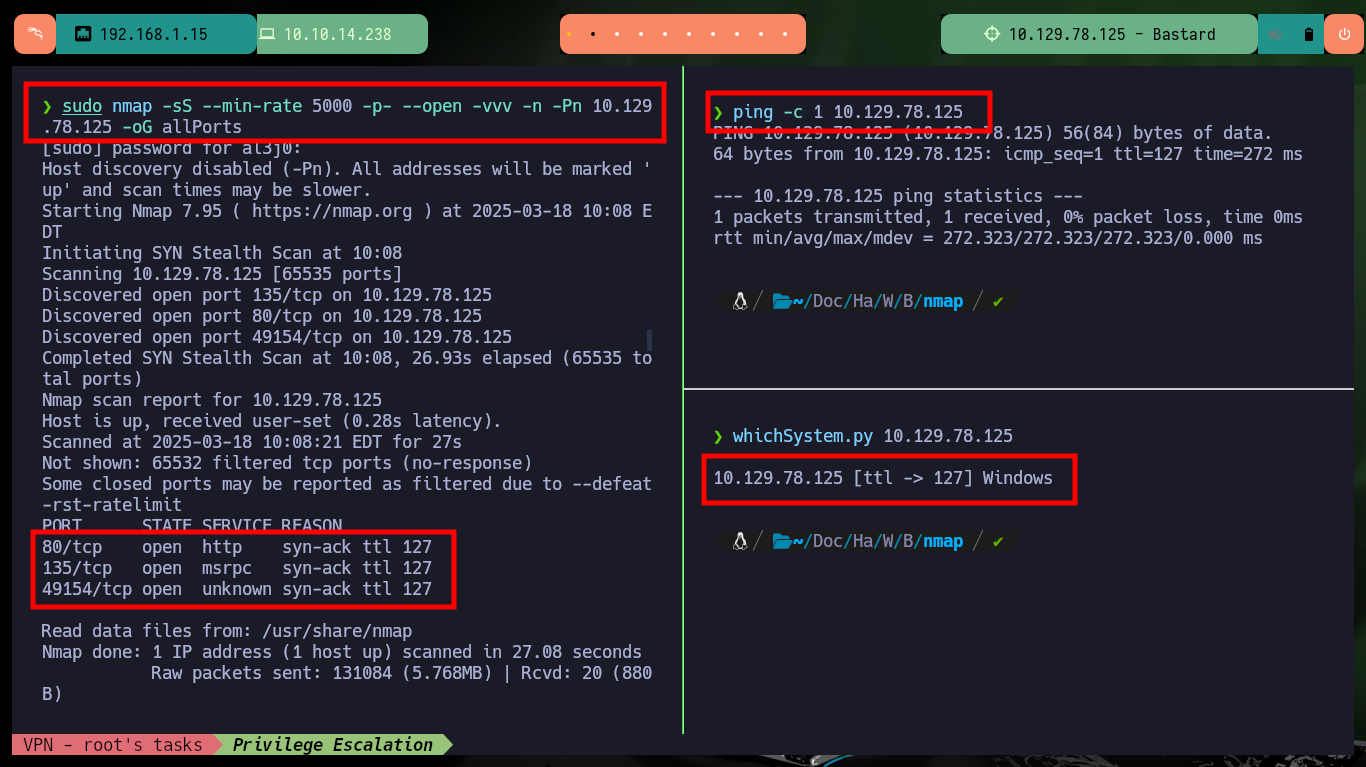 192.168.1.15
10.10.14.238
10.129.78.125 - Bastard
❯ sudo nmap -sS --min-rate 5000 -p- --open -vvv -n -Pn 10.129
.78.125 -oG allPorts
[sudo] password for al3j0:
Host discovery disabled (-Pn). All addresses will be marked '
up' and scan times may be slower.
Starting Nmap 7.95 ( https://nmap.org ) at 2025-03-18 10:08 E
DT
Initiating SYN Stealth Scan at 10:08
Scanning 10.129.78.125 [65535 ports]
Discovered open port 135/tcp on 10.129.78.125
Discovered open port 80/tcp on 10.129.78.125
Discovered open port 49154/tcp on 10.129.78.125
Completed SYN Stealth Scan at 10:08, 26.93s elapsed (65535 to
tal ports)
Nmap scan report for 10.129.78.125
Host is up, received user-set (0.28s latency).
Scanned at 2025-03-18 10:08:21 EDT for 27s
Not shown: 65532 filtered tcp ports (no-response)
Some closed ports may be reported as filtered due to --defeat
-rst-ratelimit
PORT STATE SERVICE REASON
80/tcp open http syn-ack ttl 127
135/tcp open msrpc syn-ack ttl 127
49154/tcp open unknown syn-ack ttl 127
Read data files from: /usr/share/nmap
Nmap done: 1 IP address (1 host up) scanned in 27.08 seconds
Raw packets sent: 131084 (5.768MB) | Rcvd: 20 (880
B)
❯ ping -c 1 10.129.78.125
PING 10.129.78.125 (10.129.78.125) 56(84) bytes of data.
64 bytes from 10.129.78.125: icmp_seq=1 ttl=127 time=272 ms
--- 10.129.78.125 ping statistics ---
1 packets transmitted, 1 received, 0% packet loss, time 0ms
rtt min/avg/max/mdev = 272.323/272.323/272.323/0.000 ms
/ ~/Doc/Ha/W/B/nmap / ✔
❯ whichSystem.py 10.129.78.125
10.129.78.125 [ttl -> 127] Windows
/ ~/Doc/Ha/W/B/nmap / ✔
VPN - root's tasks
Privilege Escalation